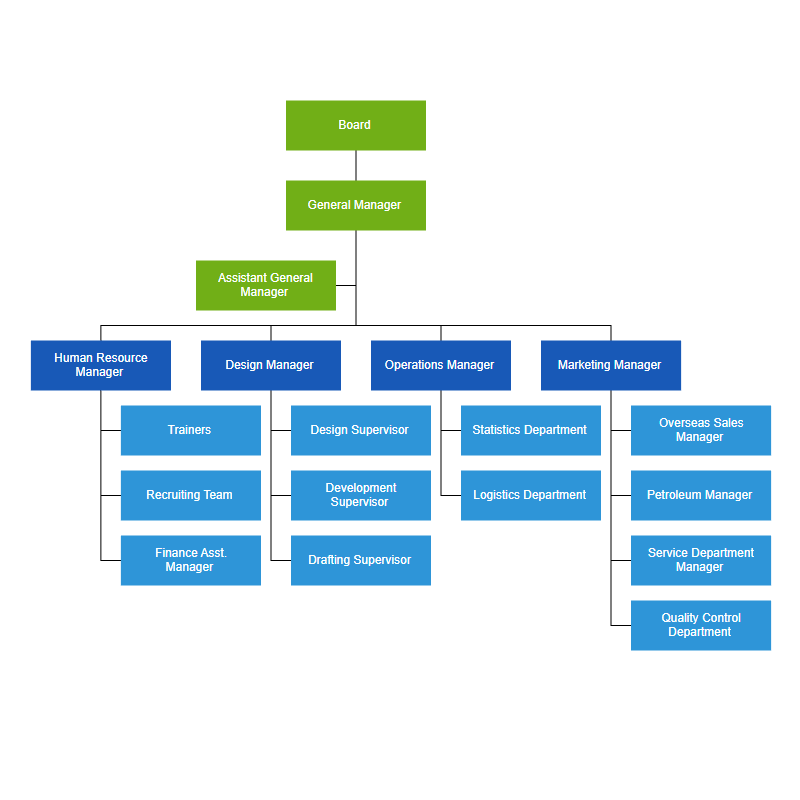 Board
General Manager
Assistant General
Manager
Human Resource
Manager
Design Manager
Operations Manager
Marketing Manager
Trainers
Design Supervisor
Statistics Department
Overseas Sales
Manager
Recruiting Team
Development
Supervisor
Logistics Department
Petroleum Manager
Finance Asst.
Manager
Drafting Supervisor
Service Department
Manager
Quality Control
Department